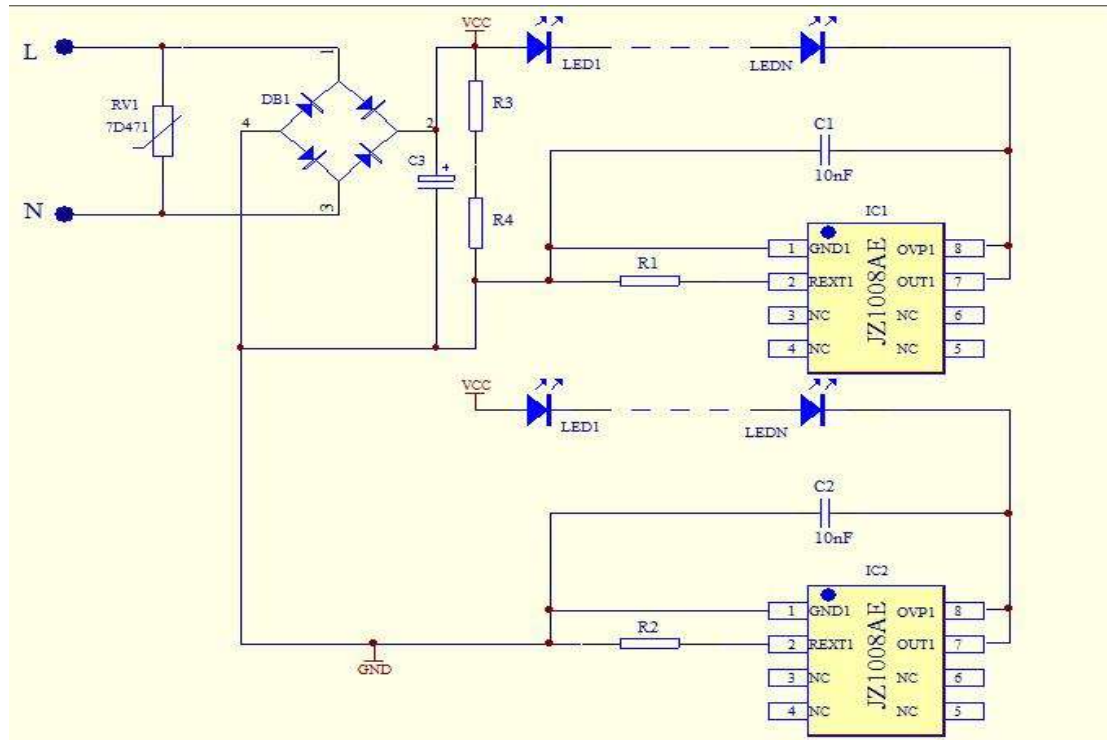 VCC
L
LED1
LEDN
1
RV1
7D471
DB1
R3
4
2
C3
+
C1
10nF
N
3
R4
IC1
R1
1 GND1 OVP1 8
2 REXT1 OUT1 7
3 NC NC 6
4 NC NC 5
JZ1008AE
VCC
LED1
LEDN
C2
10nF
IC2
R2
1 GND1 OVP1 8
2 REXT1 OUT1 7
3 NC NC 6
4 NC NC 5
JZ1008AE
GND